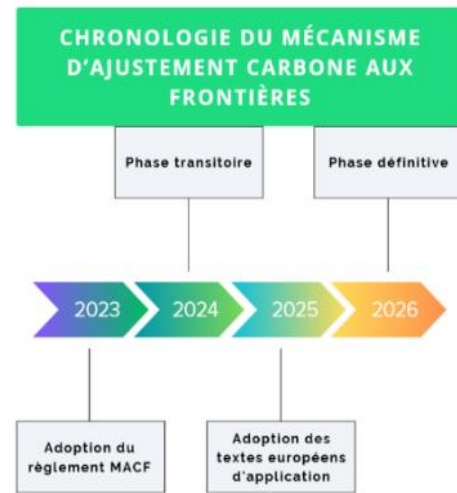 CHRONOLOGIE DU MÉCANISME
D'AJUSTEMENT CARBONE AUX
FRONTIÈRES
Phase transitoire
Phase définitive
2023
2024
2025
2026
Adoption du
règlement MACF
Adoption des
textes européens
d'application